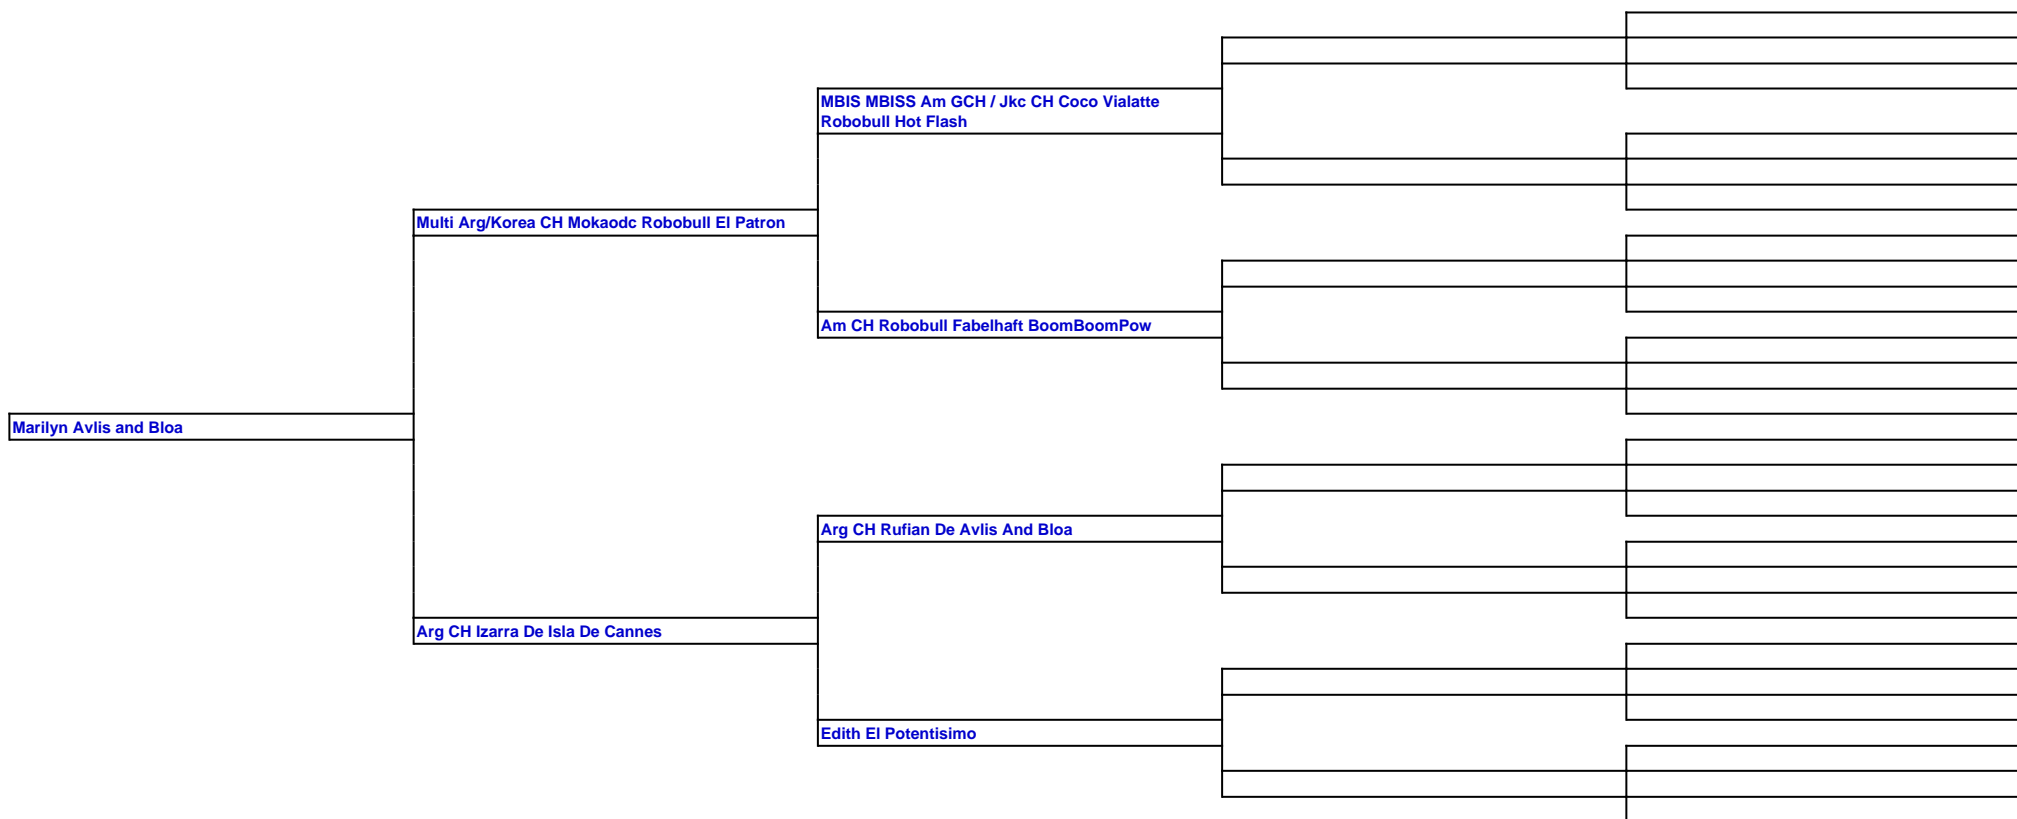 MBIS MBISS Am GCH / Jkc CH Coco Vialatte
Robobull Hot Flash
Multi Arg/Korea CH Mokaodc Robobull El Patron
Am CH Robobull Fabelhaft BoomBoomPow
Marilyn Avlis and Bloa
Arg CH Rufian De Avlis And Bloa
Arg CH Izarra De Isla De Cannes
Edith El Potentisimo